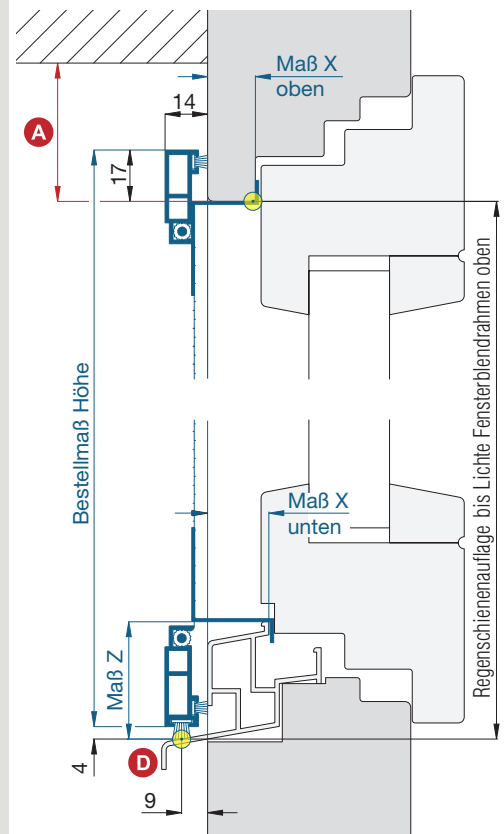 Maß X
oben
14
A
17
Bestellmaß Höhe
Regenschienenauflage bis Lichte Fensterblendrahmen oben
Maß X
unten
Maß Z
4
D
9